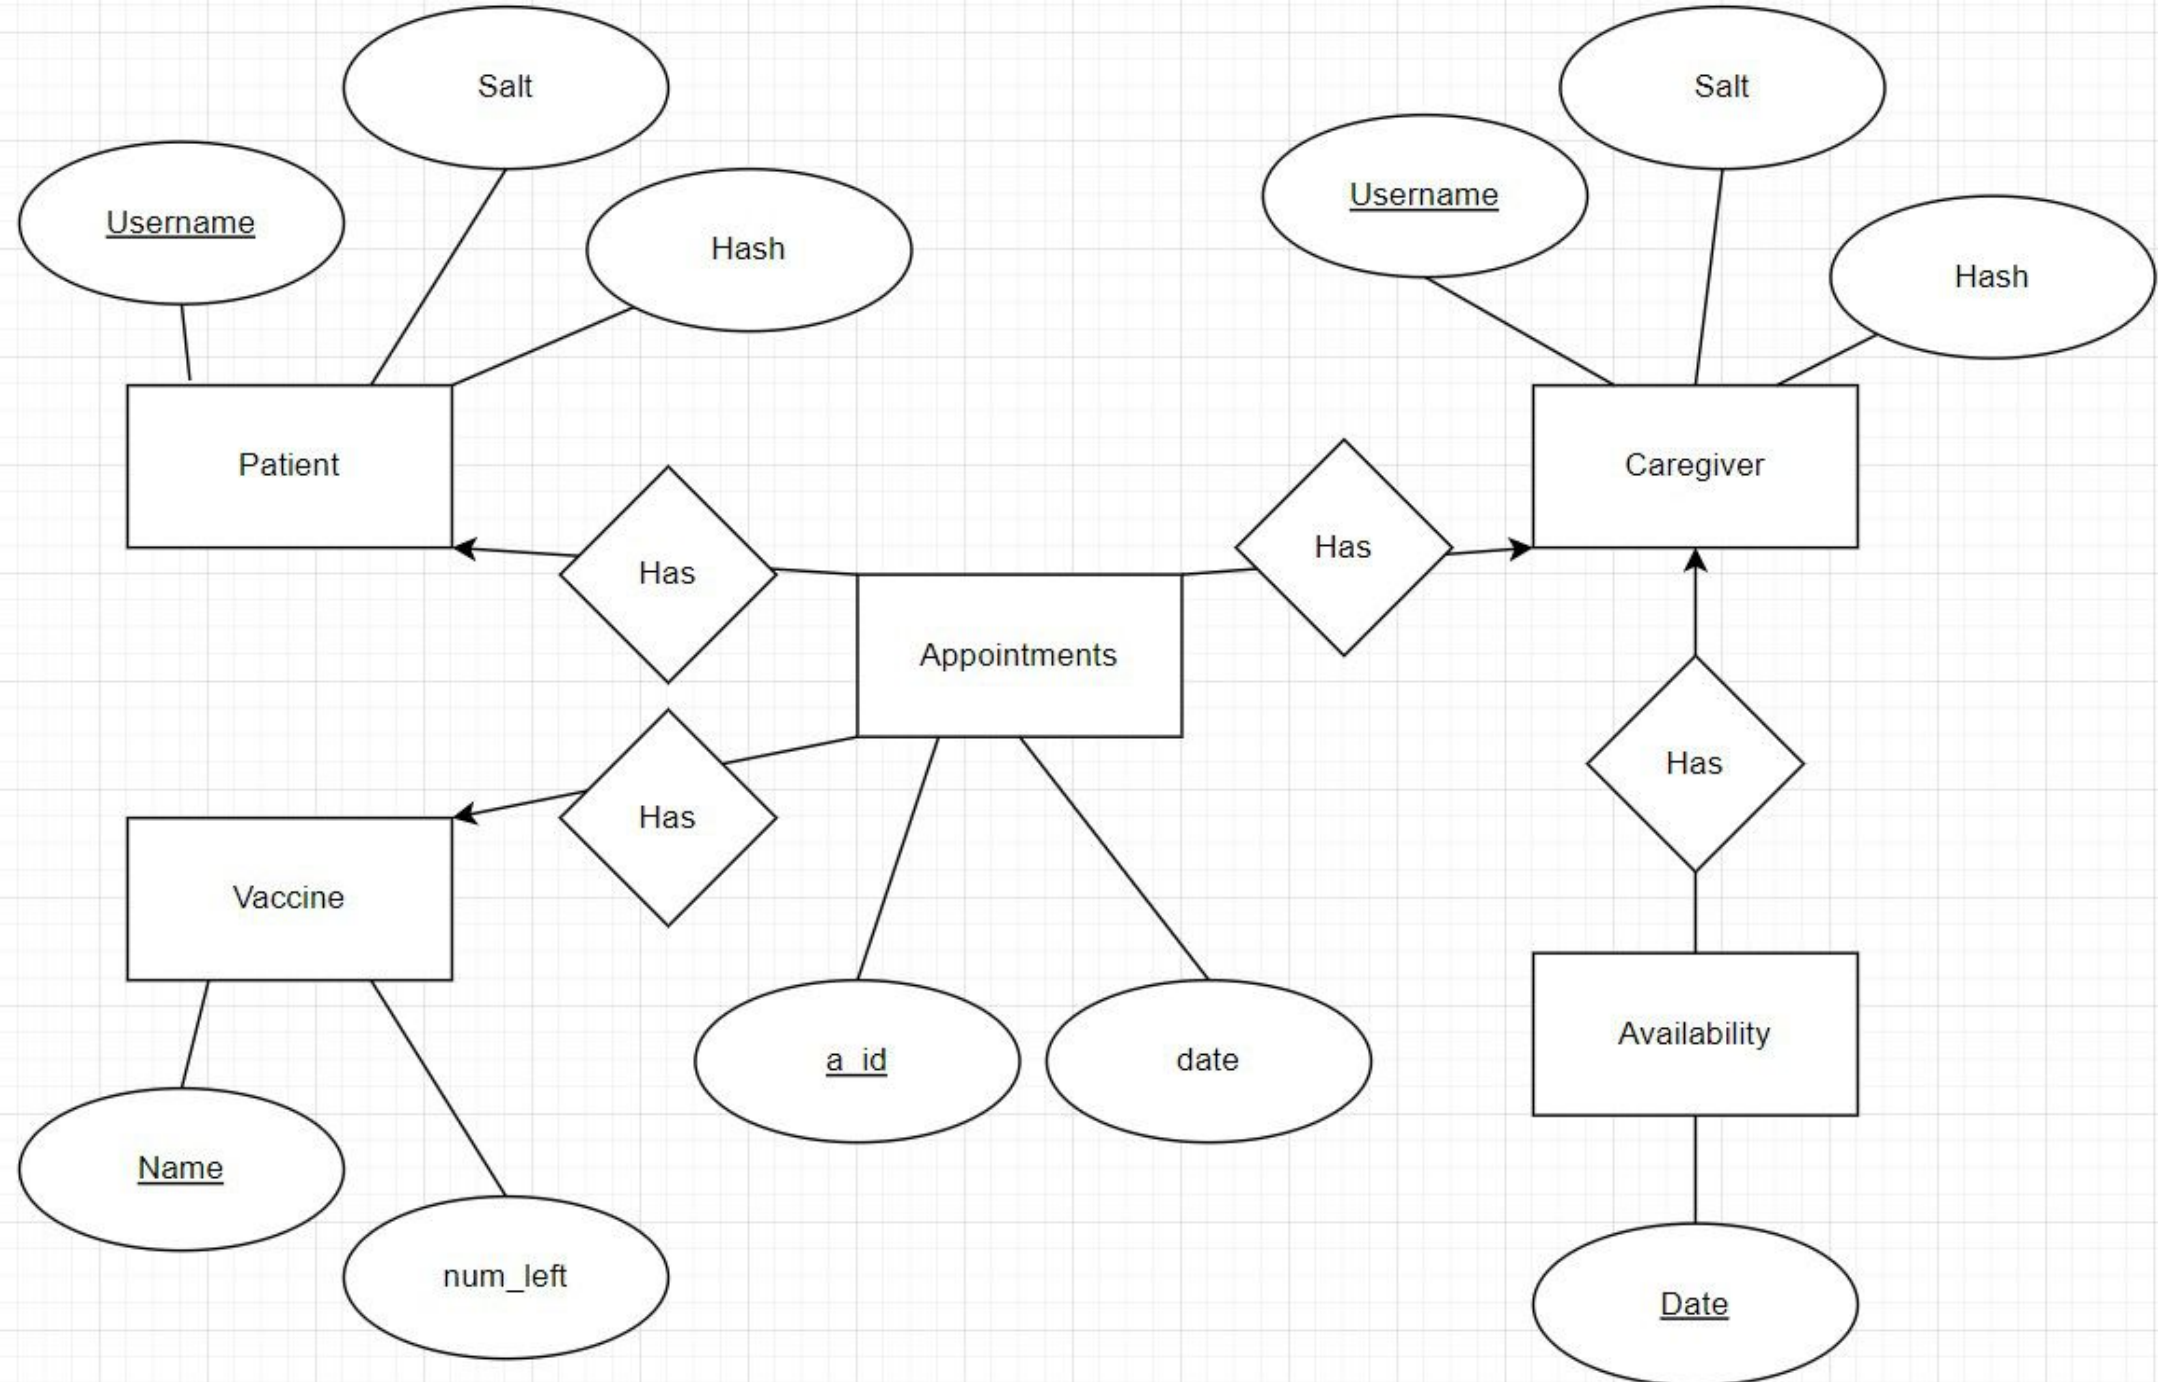 Salt
Salt
Username
Username
Hash
Hash
Patient
Caregiver
Has
Has
Appointments
Has
Has
Vaccine
Availability
a_id
date
Name
num_left
Date